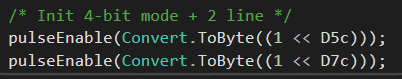 /* Init 4-bit mode + 2 line */
pulseEnable(Convert.ToByte((1 << D5c)));
pulseEnable(Convert.ToByte((1 << D7c)));